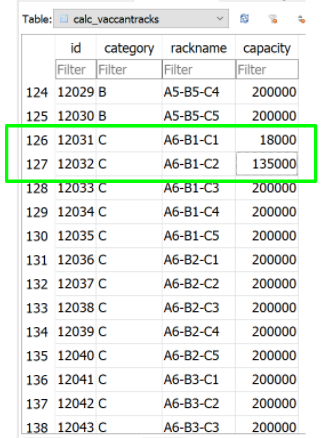 Table: calc_vaccantracks
id category rackname capacity
Filter Filter Filter Filter
124 12029 B A5-B5-C4 200000
125 12030 B A5-B5-C5 200000
126 12031 C A6-B1-C1 18000
127 12032 C A6-B1-C2 135000
128 12033 C A6-B1-C3 200000
129 12034 C A6-B1-C4 200000
130 12035 C A6-B1-C5 200000
131 12036 C A6-B2-C1 200000
132 12037 C A6-B2-C2 200000
133 12038 C A6-B2-C3 200000
134 12039 C A6-B2-C4 200000
135 12040 C A6-B2-C5 200000
136 12041 C A6-B3-C1 200000
137 12042 C A6-B3-C2 200000
138 12043 C A6-B3-C3 200000